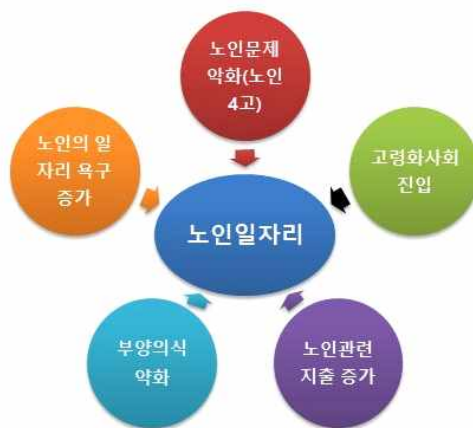 노인문제
악화(노인
4고)
노인의 일
자리 욕구
증가
고령화사회
진입
노인일자리
부양의식
약화
노인관련
지출 증가